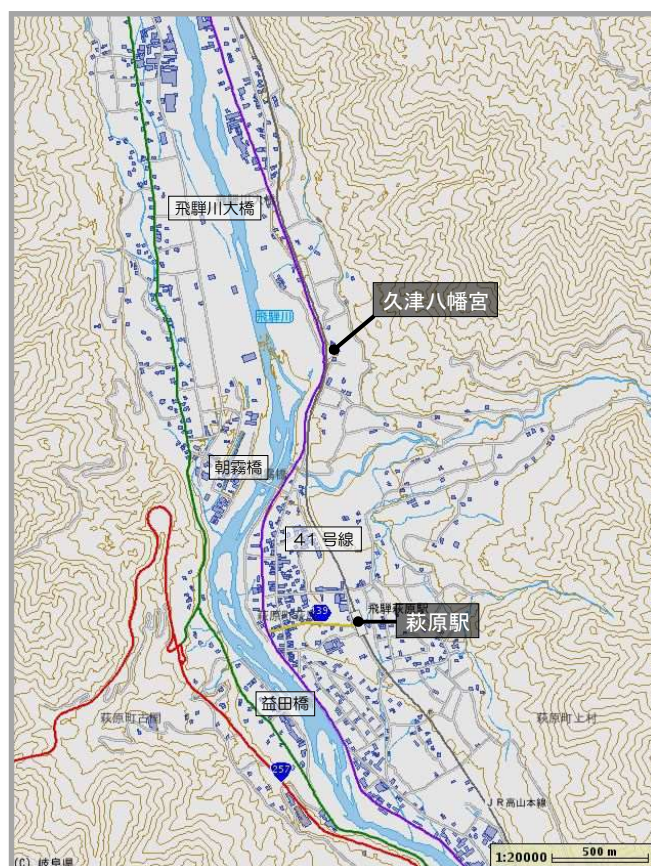 飛騨川大橋
久津八幡宮
飛騨川
朝霧橋
41号線
439
飛騨萩原駅
萩原駅
益田橋
萩原町古関
萩原町上村
257
JR高山本線
1:20000
500 m
(C) 岐阜県